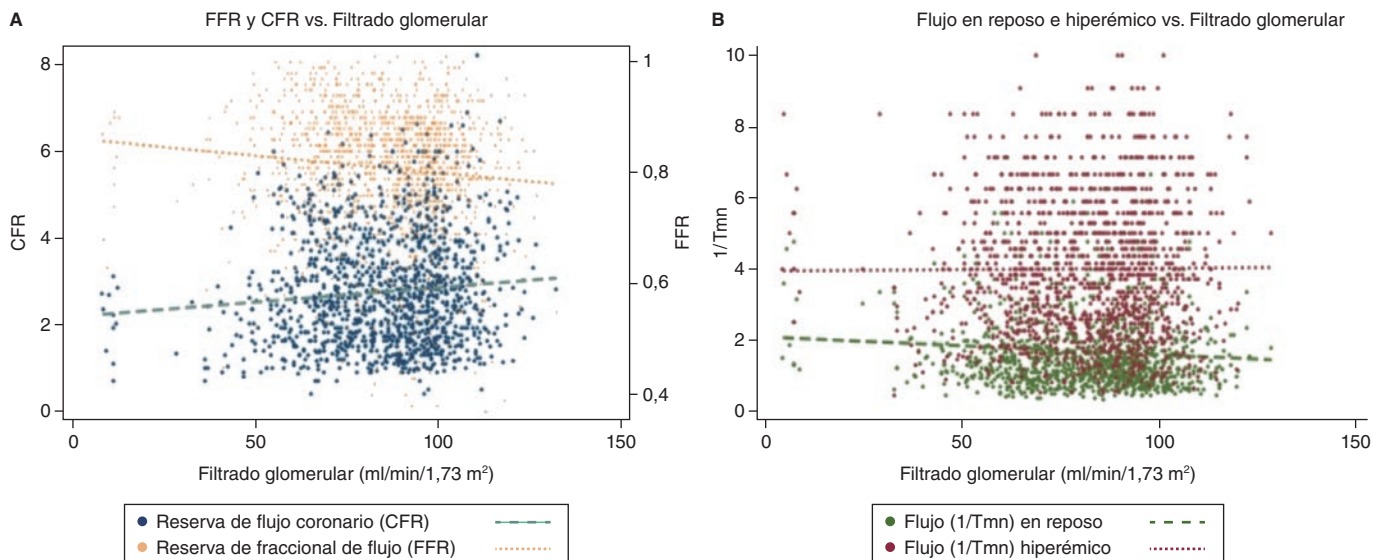 A
FFR y CFR vs. Filtrado glomerular
8
6
4
2
0
CFR
1
0,8
0,6
0,4
FFR
0
50
100
150
Filtrado glomerular (ml/min/1,73 m²)
Reserva de flujo coronario (CFR)
Reserva de fraccional de flujo (FFR)
B
Flujo en reposo e hiperémico vs. Filtrado glomerular
10
8
6
4
2
0
1/Tmn
0
50
100
150
Filtrado glomerular (ml/min/1,73 m²)
Flujo (1/Tmn) en reposo
Flujo (1/Tmn) hiperémico